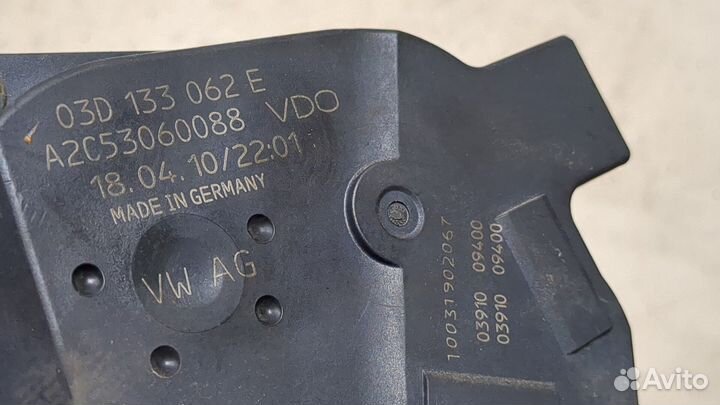 03D 133 062 E
A2C53060088 VDO
18.04.10/22:01
MADE IN GERMANY
VW AG
10031902067
03910 09400
03910 09400
Avito